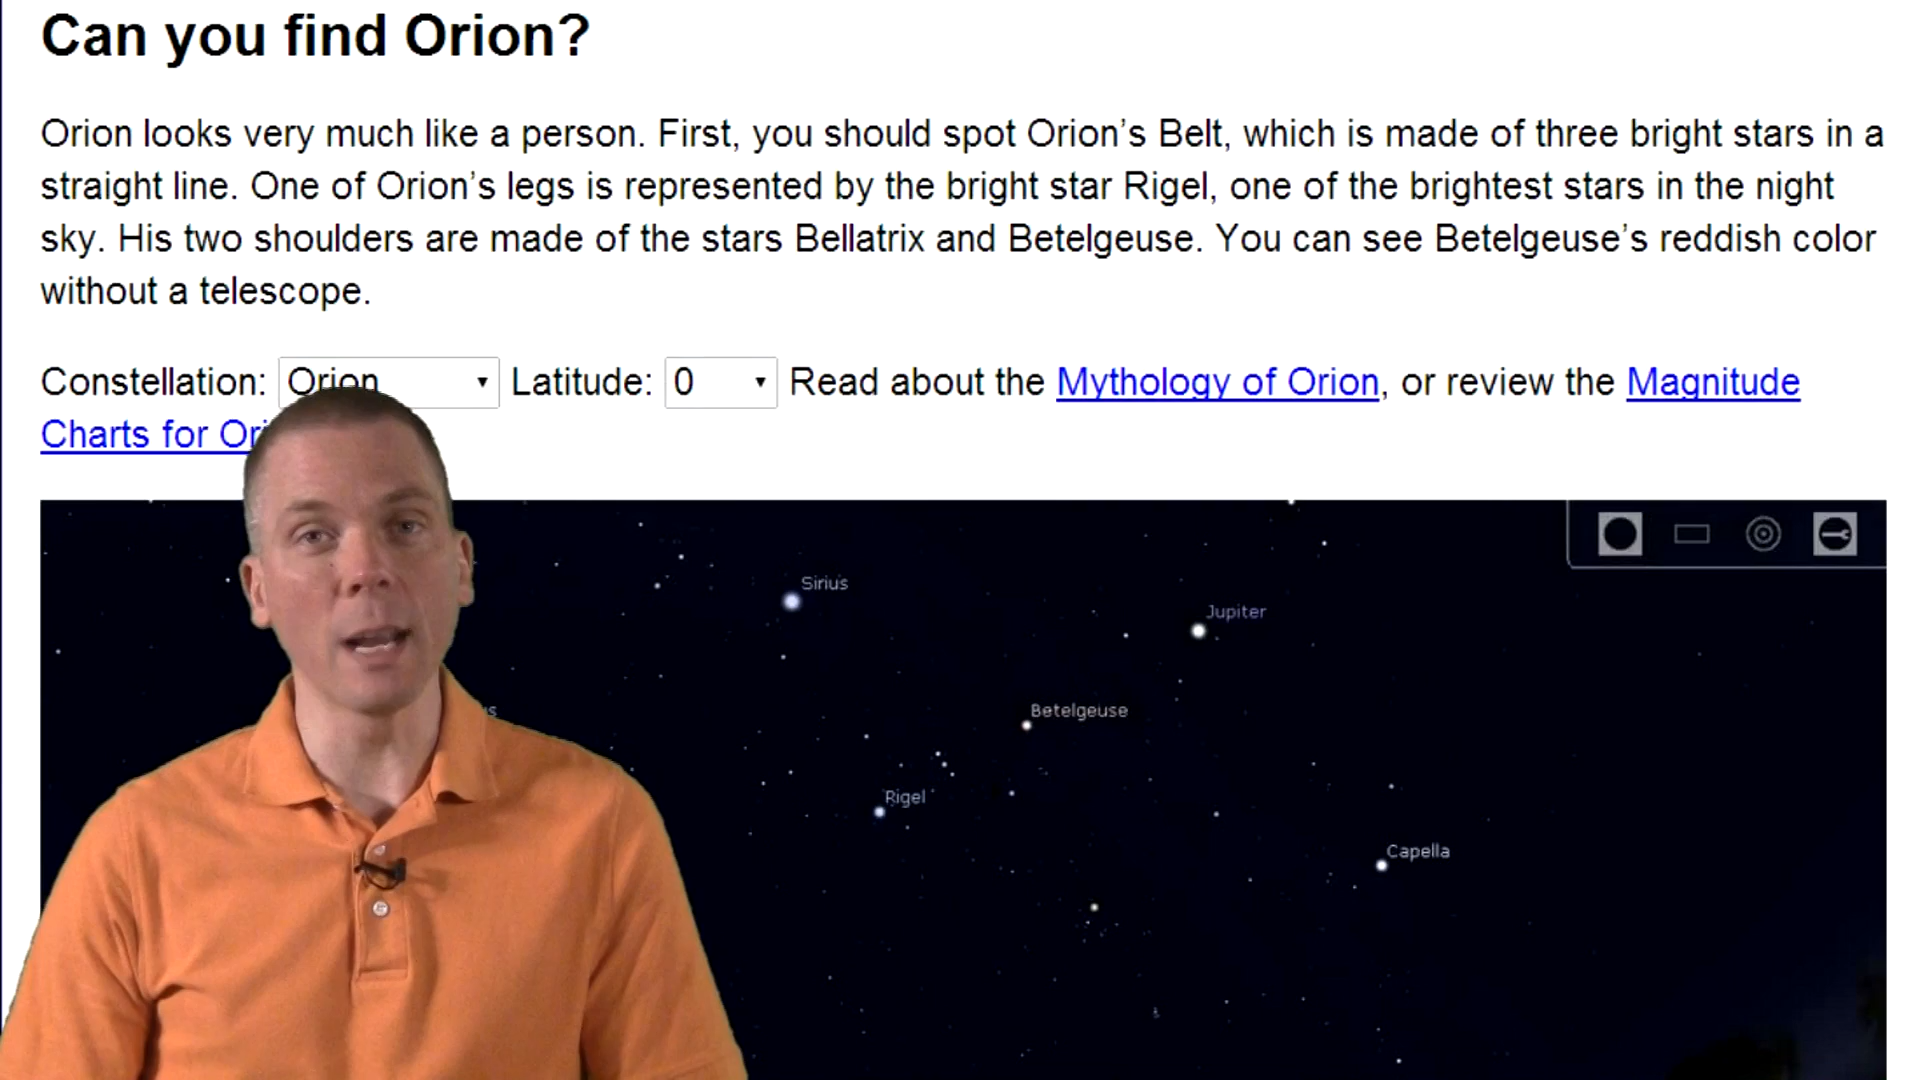 Can you find Orion?
Orion looks very much like a person. First, you should spot Orion’s Belt, which is made of three bright stars in a
straight line. One of Orion’s legs is represented by the bright star Rigel, one of the brightest stars in the night
sky. His two shoulders are made of the stars Bellatrix and Betelgeuse. You can see Betelgeuse’s reddish color
without a telescope.
Constellation: Orion Latitude: 0 Read about the Mythology of Orion, or review the Magnitude
Charts for Ori
Sirius
Jupiter
Betelgeuse
Rigel
Capella